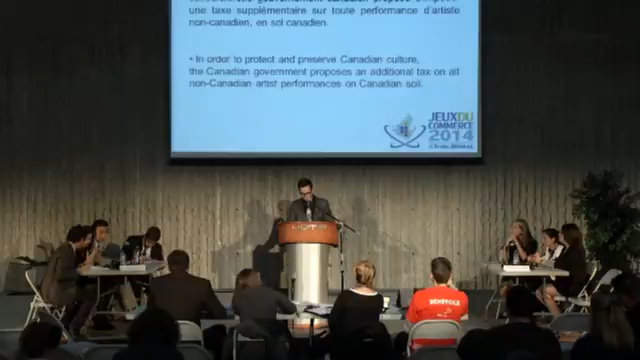 une taxe supplémentaire sur toute performance d'artiste
non-canadien, en sol canadien.
• In order to protect and preserve Canadian culture,
the Canadian government proposes an additional tax on all
non-Canadian artist performances on Canadian soil.
JEUXDU
COMMERCE
2014